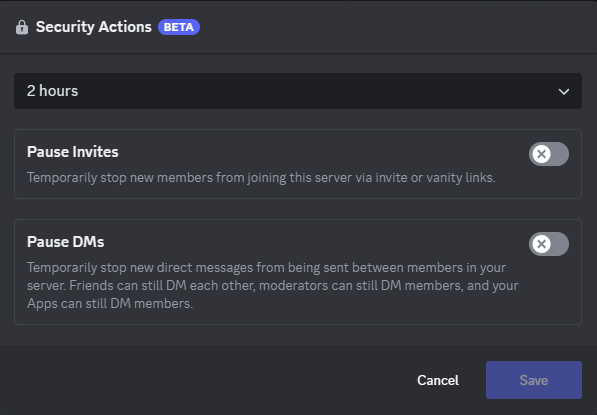 Security Actions BETA
2 hours
Pause Invites
Temporarily stop new members from joining this server via invite or vanity links.
Pause DMs
Temporarily stop new direct messages from being sent between members in your
server. Friends can still DM each other, moderators can still DM members, and your
Apps can still DM members.
Cancel Save